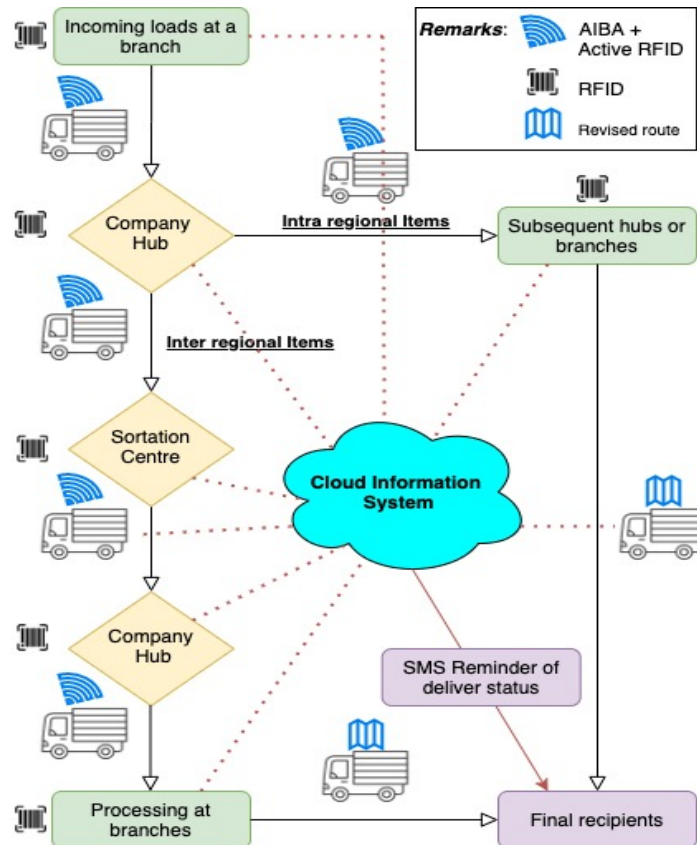 Incoming loads at a
branch
Remarks:
AIBA +
Active RFID
RFID
Revised route
Company
Hub
Intra regional Items
Subsequent hubs or
branches
Inter regional Items
Sortation
Centre
Cloud Information
System
Company
Hub
SMS Reminder of
deliver status
Processing at
branches
Final recipients